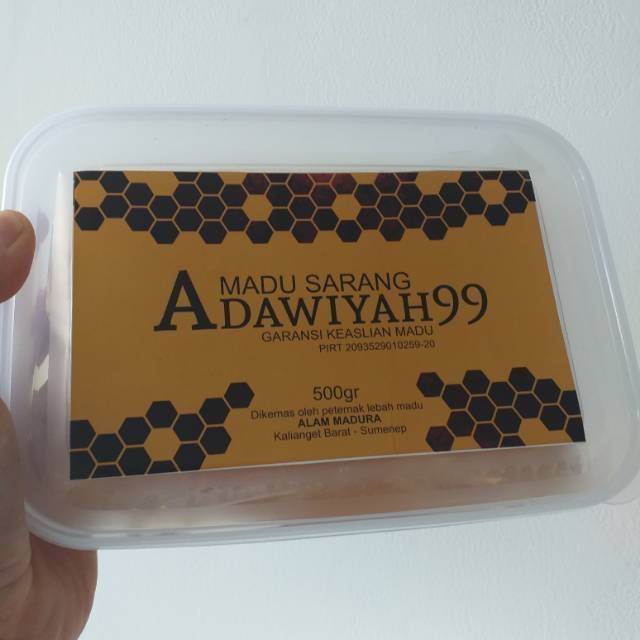 MADU SARANG
ADAWIYAH99
GARANSI KEASLIAN MADU
PIRT 2093529010259-20
500gr
Dikemas oleh peternak lebah madu
ALAM MADURA
Kalianget Barat - Sumenep